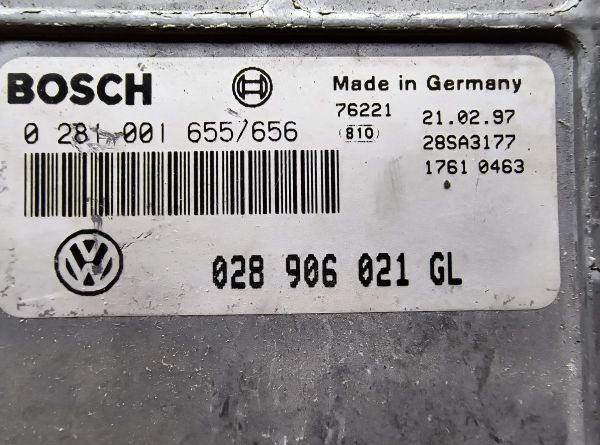 BOSCH
Made in Germany
0 281 001 655/656
76221 21.02.97
810 28SA3177
1761 0463
VW
028 906 021 GL